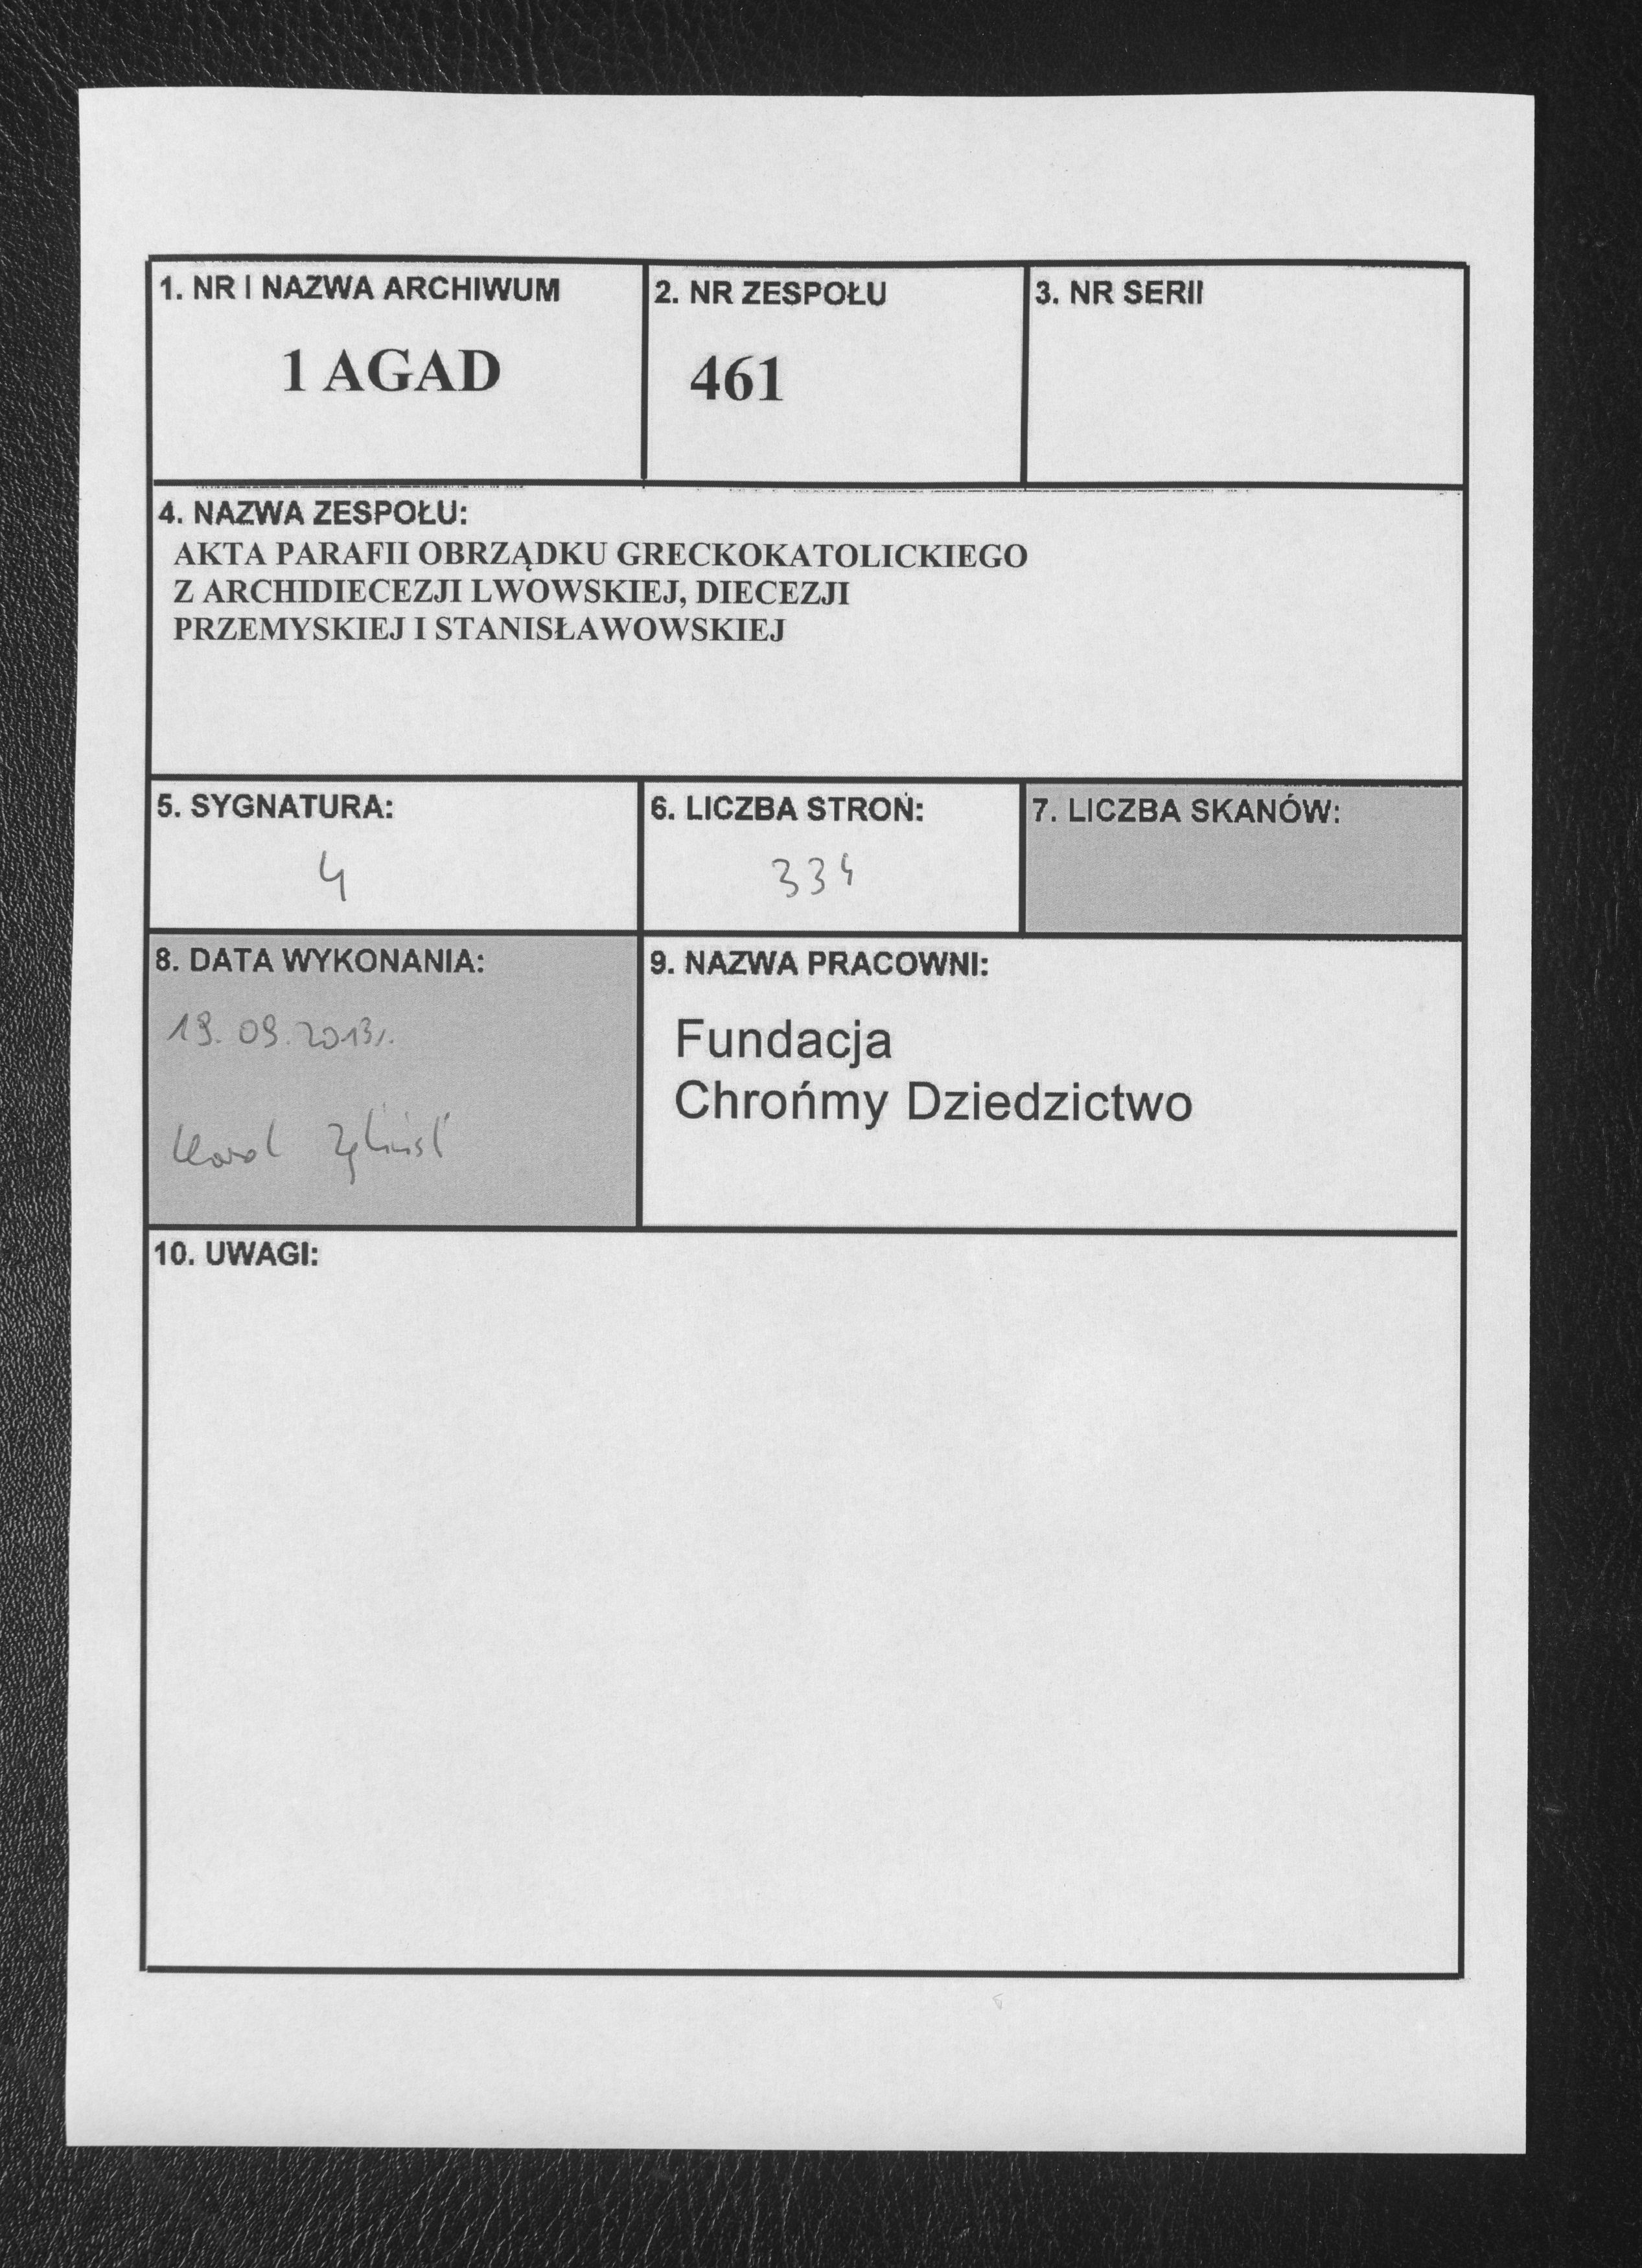 1. NR I NAZWA ARCHIWUM
1 AGAD
2. NR ZESPOŁU
461
3. NR SERII
4. NAZWA ZESPOŁU:
AKTA PARAFII OBRZĄDKU GRECKOKATOLICKIEGO
Z ARCHIDIECEZJI LWOWSKIEJ, DIECEZJI
PRZEMYSKIEJ I STANISŁAWOWSKIEJ
5. SYGNATURA:
4
6. LICZBA STRON:
334
7. LICZBA SKANÓW:
8. DATA WYKONANIA:
19.09.2013r.
Karol
9. NAZWA PRACOWNI:
Fundacja
Chrońmy Dziedzictwo
10. UWAGI: